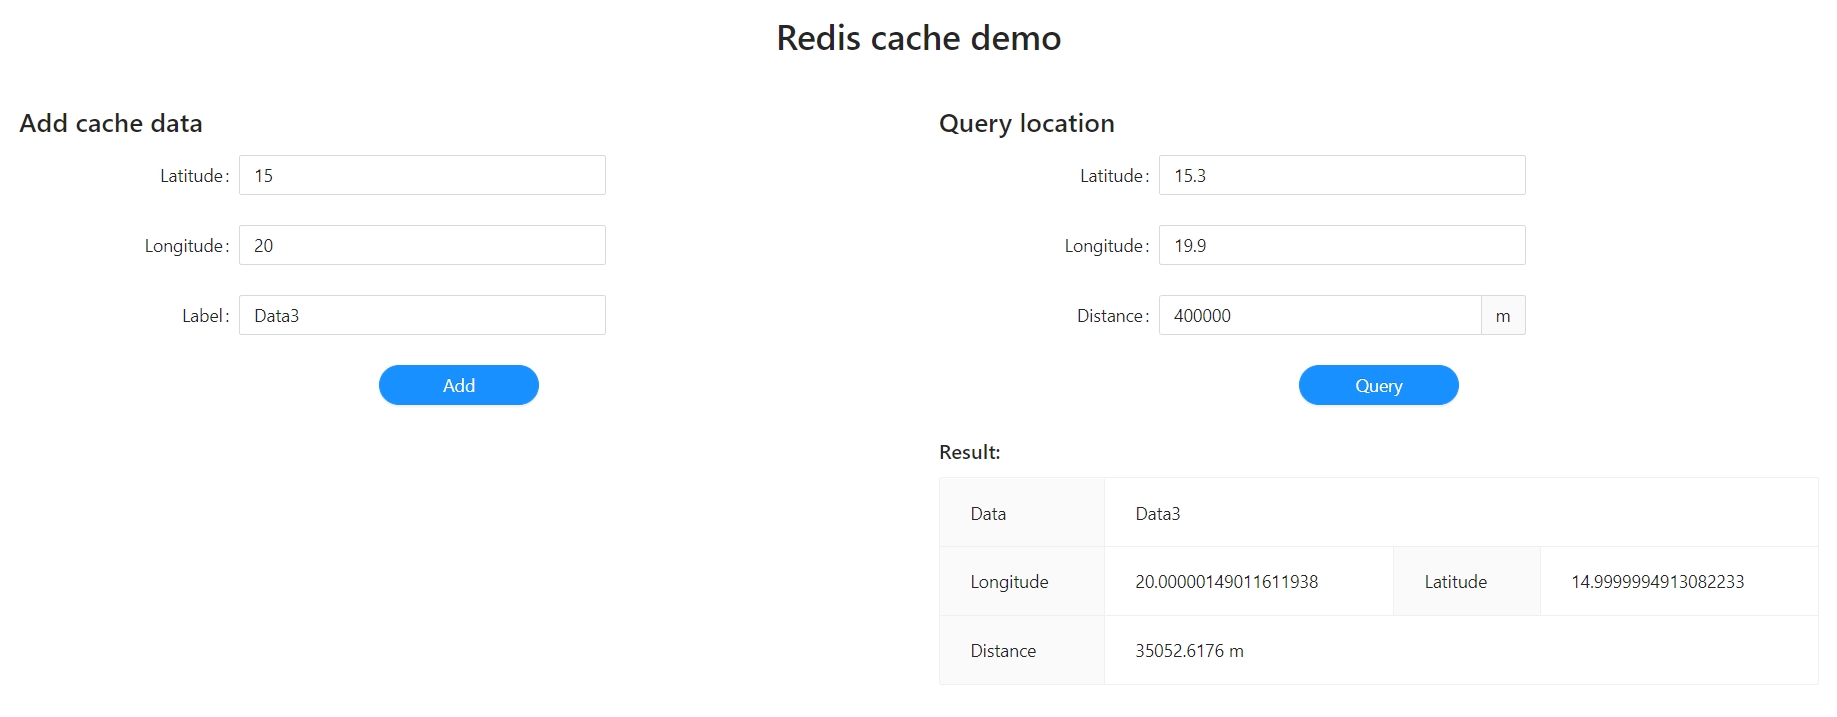 Redis cache demo
Add cache data
Latitude: 15
Longitude: 20
Label: Data3
Add
Query location
Latitude: 15.3
Longitude: 19.9
Distance: 400000 m
Query
Result:
Data Data3
Longitude 20.00000149011611938 Latitude 14.9999994913082233
Distance 35052.6176 m